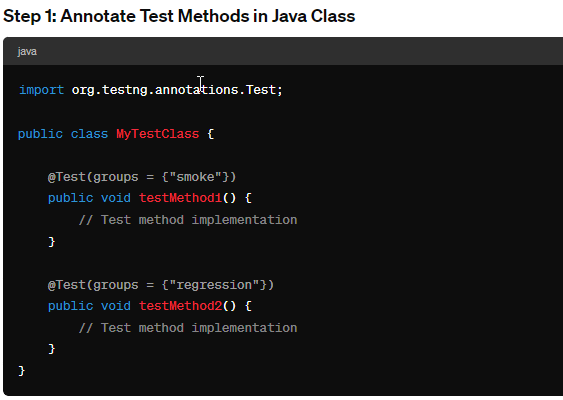 Step 1: Annotate Test Methods in Java Class
java
import org.testng.annotations.Test;
public class MyTestClass {
@Test(groups = {"smoke"})
public void testMethod1() {
// Test method implementation
}
@Test(groups = {"regression"})
public void testMethod2() {
// Test method implementation
}
}